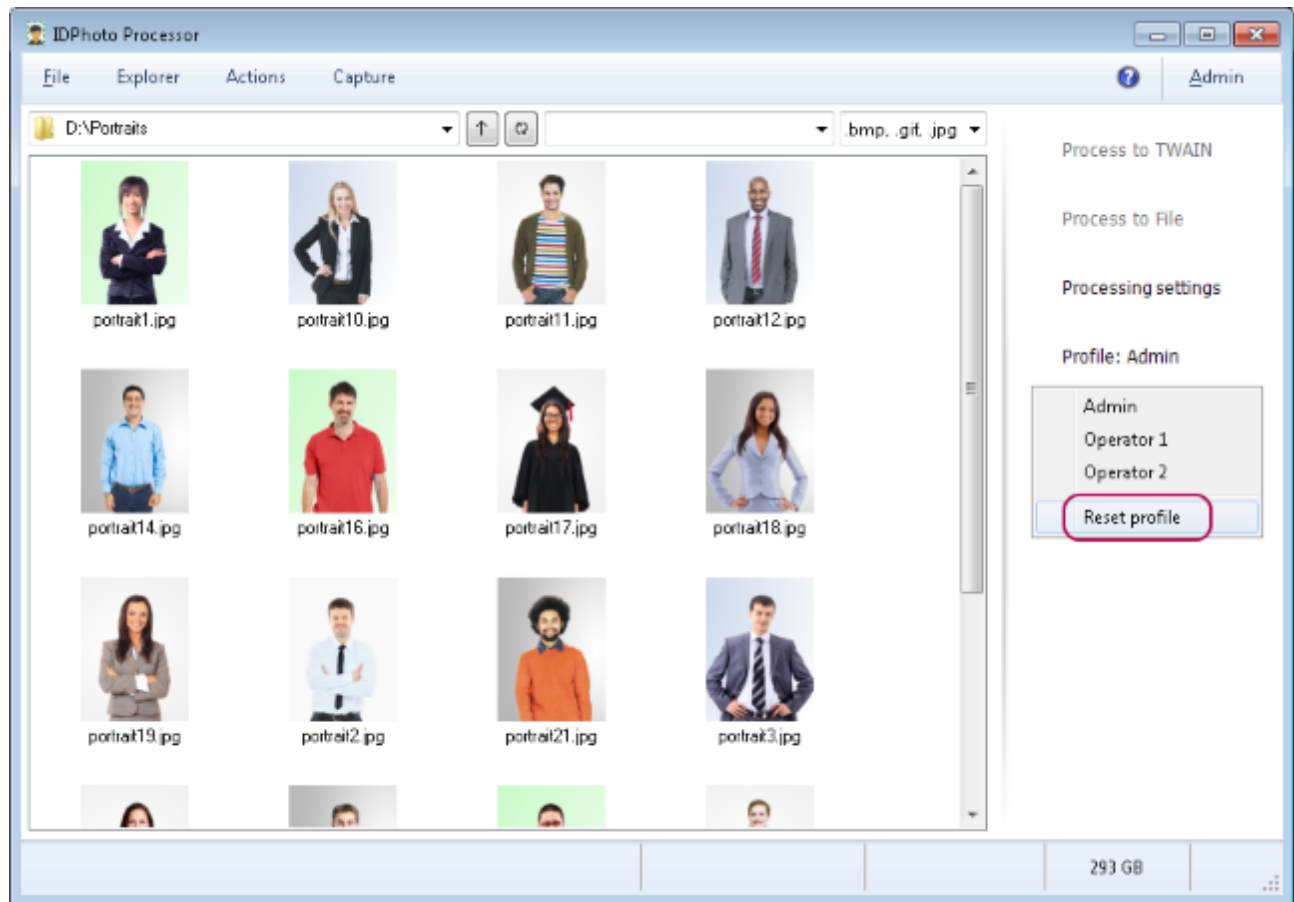 IDPhoto Processor
File Explorer Actions Capture Admin
D:\Portraits .bmp, .gif, .jpg
Process to TWAIN
Process to File
Processing settings
Profile: Admin
Admin
Operator 1
Operator 2
Reset profile
portrait1.jpg portrait10.jpg portrait11.jpg portrait12.jpg
portrait14.jpg portrait16.jpg portrait17.jpg portrait18.jpg
portrait19.jpg portrait2.jpg portrait21.jpg portrait3.jpg
293 GB